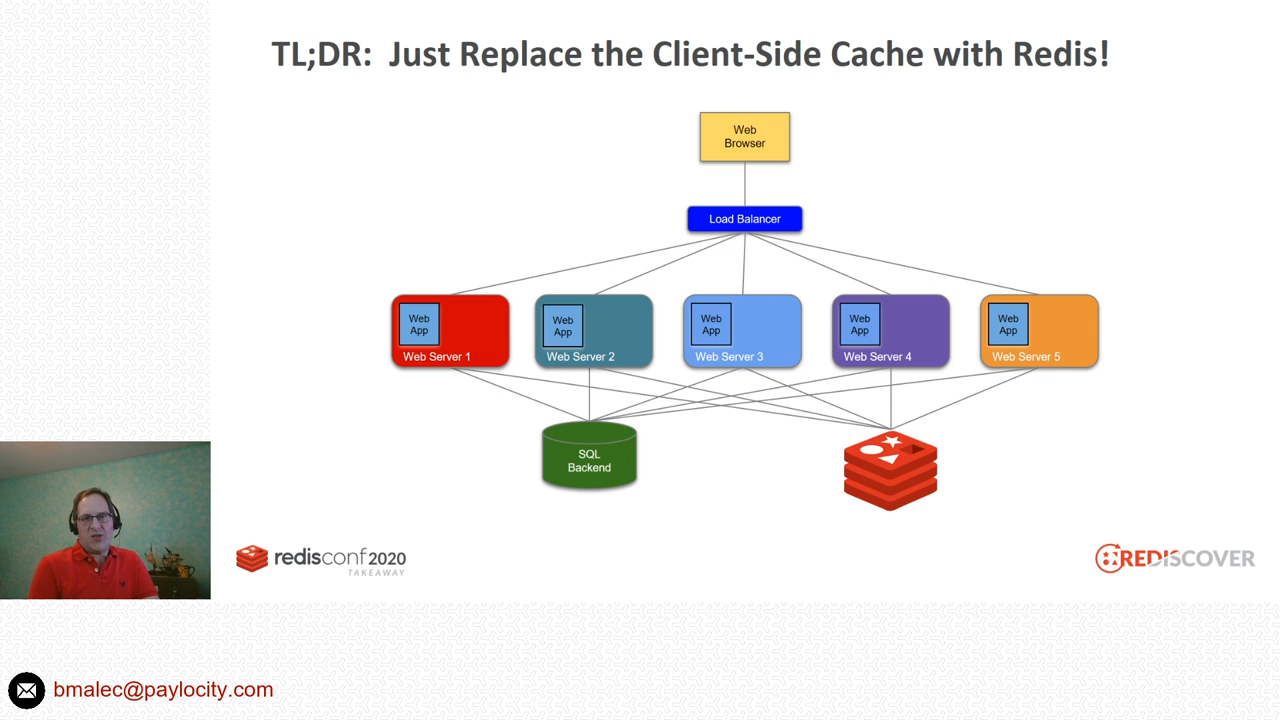 TL;DR: Just Replace the Client-Side Cache with Redis!
Web
Browser
Load Balancer
Web
App
Web Server 1
Web
App
Web Server 2
Web
App
Web Server 3
Web
App
Web Server 4
Web
App
Web Server 5
SQL
Backend
redisconf 2020
TAKEAWAY
REDISCOVER
bmalec@paylocity.com